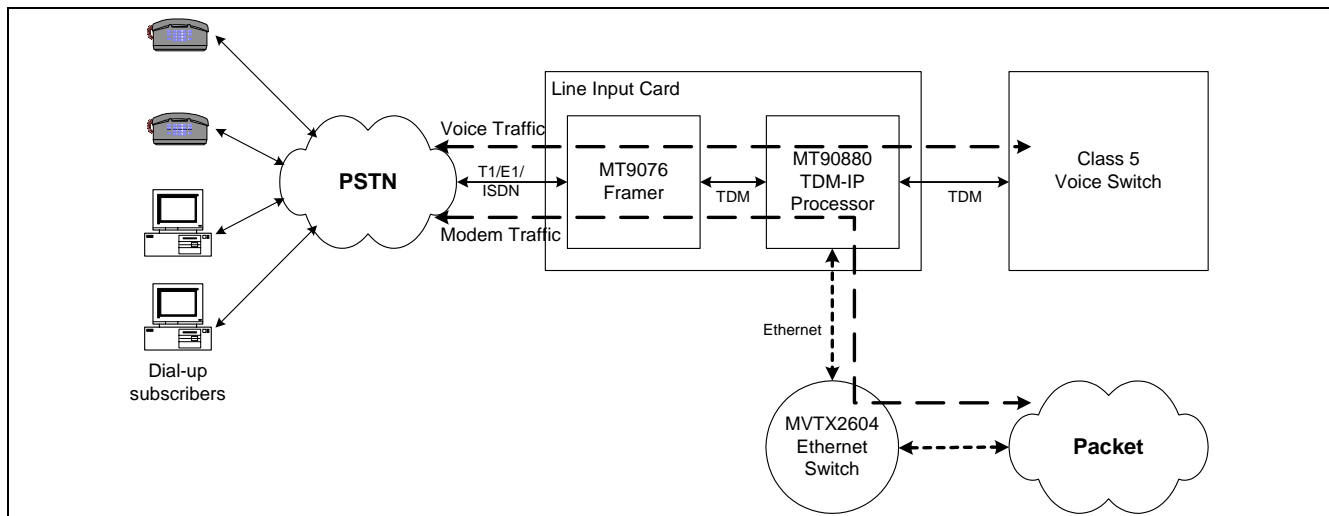 Line Input Card
Voice Traffic
MT9076
Framer
MT90880
TDM-IP
Processor
Class 5
Voice Switch
PSTN
T1/E1/
ISDN
TDM
TDM
Modem Traffic
Ethernet
Dial-up
subscribers
MVTX2604
Ethernet
Switch
Packet